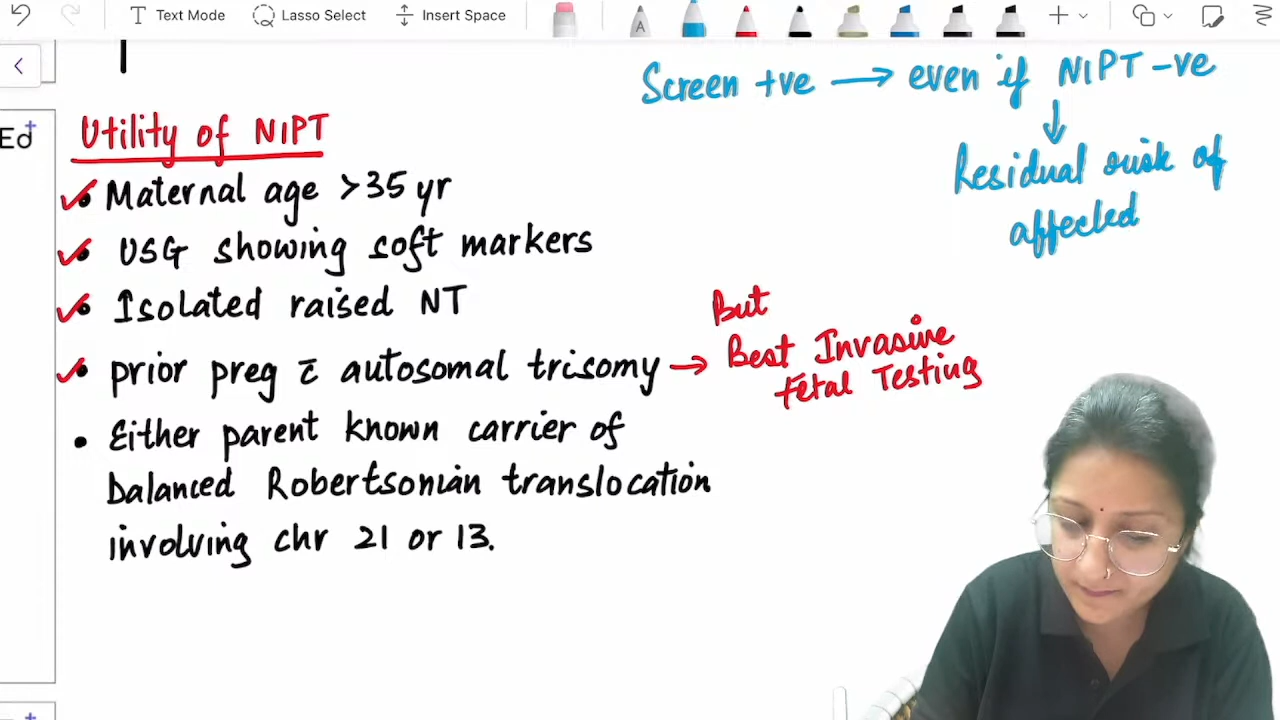 Text Mode
Lasso Select
Insert Space
A
Screen +ve → even if NIPT -ve
↓
Residual risk of
affected
Ed
Utility of NIPT
• Maternal age >35 yr
• USG showing soft markers
• Isolated raised NT
• prior preg c̄ autosomal trisomy → But
Best Invasive
fetal Testing
• Either parent known carrier of
balanced Robertsonian translocation
involving chr 21 or 13.